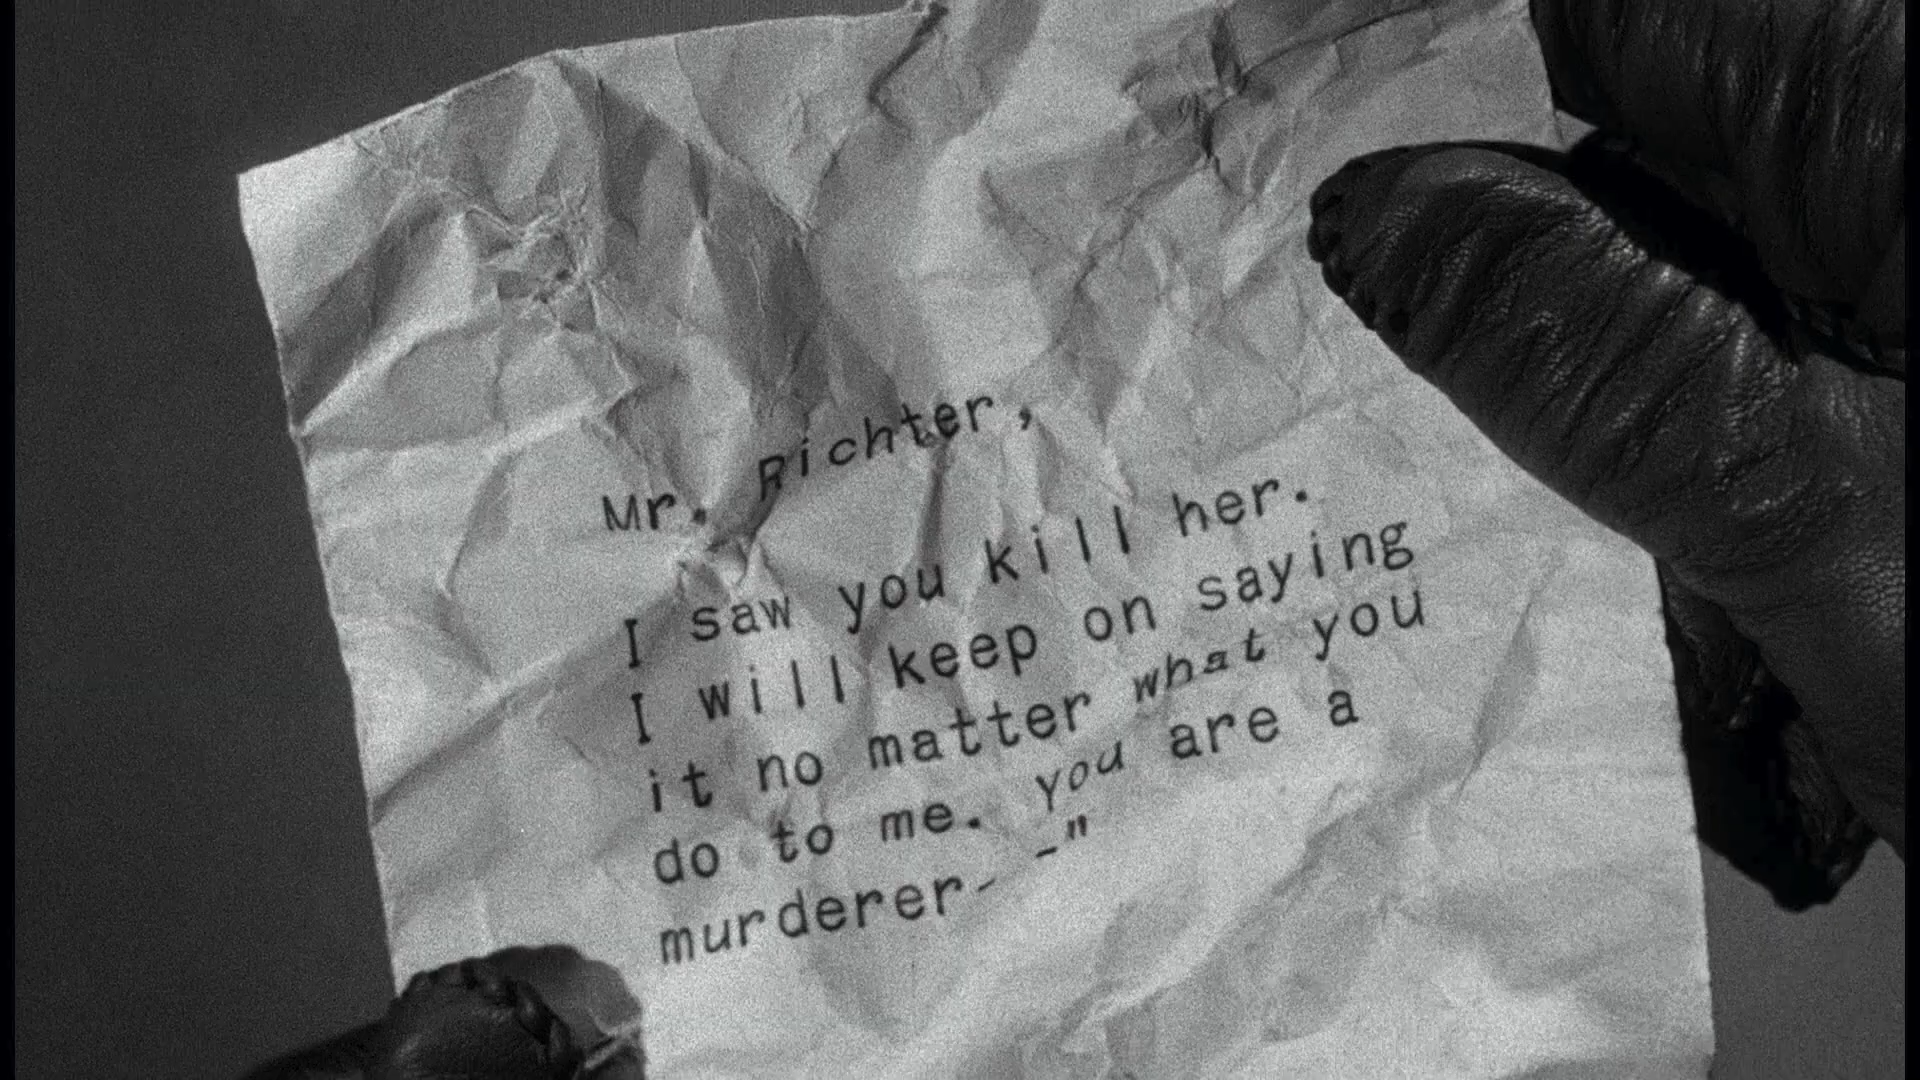 Mr. Richter,
I saw you kill her.
I will keep on saying
it no matter what you
do to me. you are a
murderer- -"